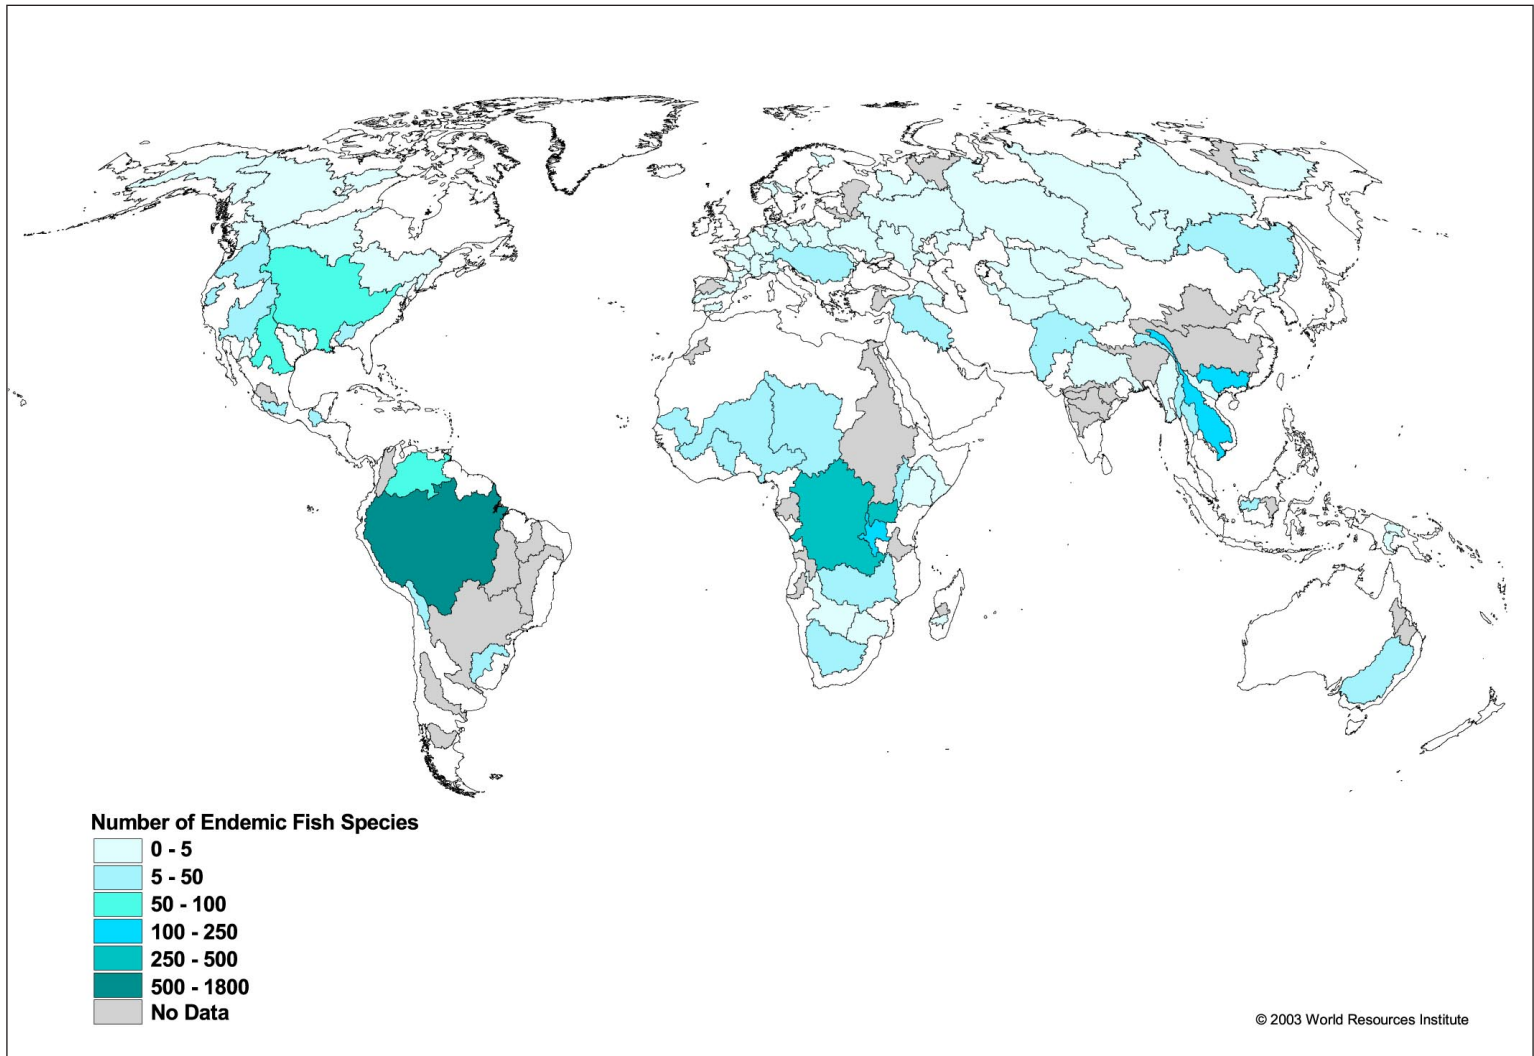 Number of Endemic Fish Species
0 - 5
5 - 50
50 - 100
100 - 250
250 - 500
500 - 1800
No Data
© 2003 World Resources Institute